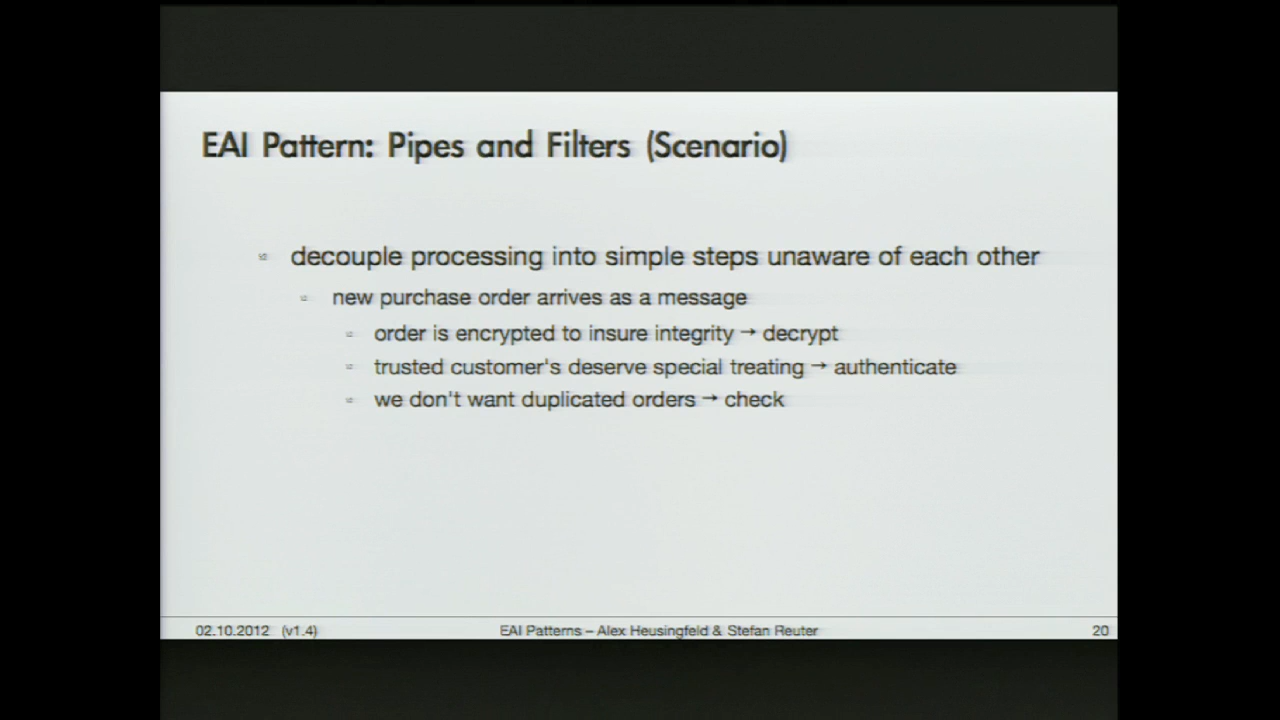 EAI Pattern: Pipes and Filters (Scenario)
decouple processing into simple steps unaware of each other
new purchase order arrives as a message
order is encrypted to insure integrity → decrypt
trusted customer's deserve special treating → authenticate
we don't want duplicated orders → check
02.10.2012 (v1.4) EAI Patterns – Alex Heusingfeld & Stefan Reuter 20